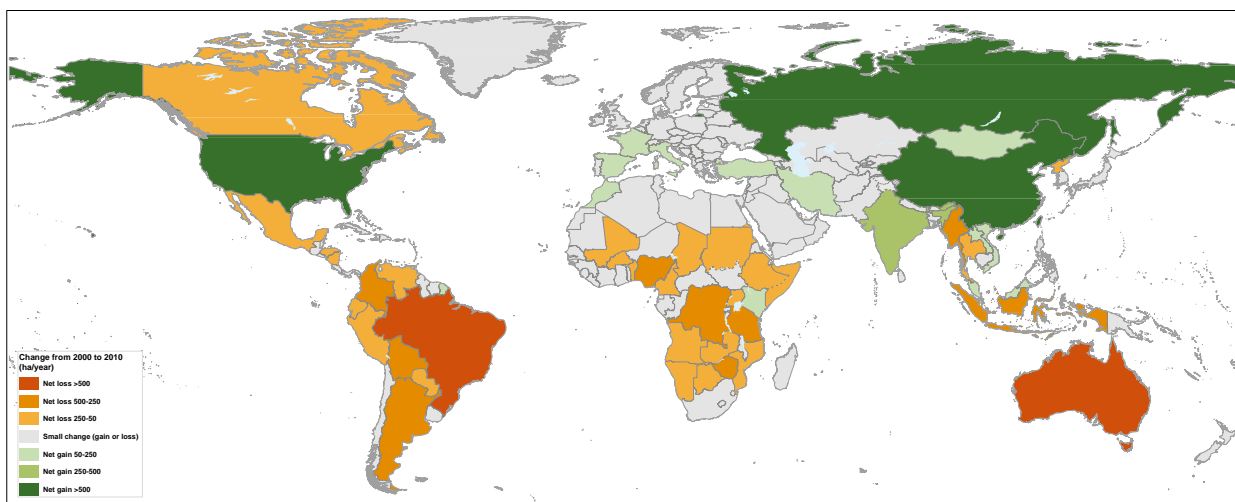 Change from 2000 to 2010
(ha/year)
Net loss >500
Net loss 500-250
Net loss 250-50
Small change (gain or loss)
Net gain 50-250
Net gain 250-500
Net gain >500